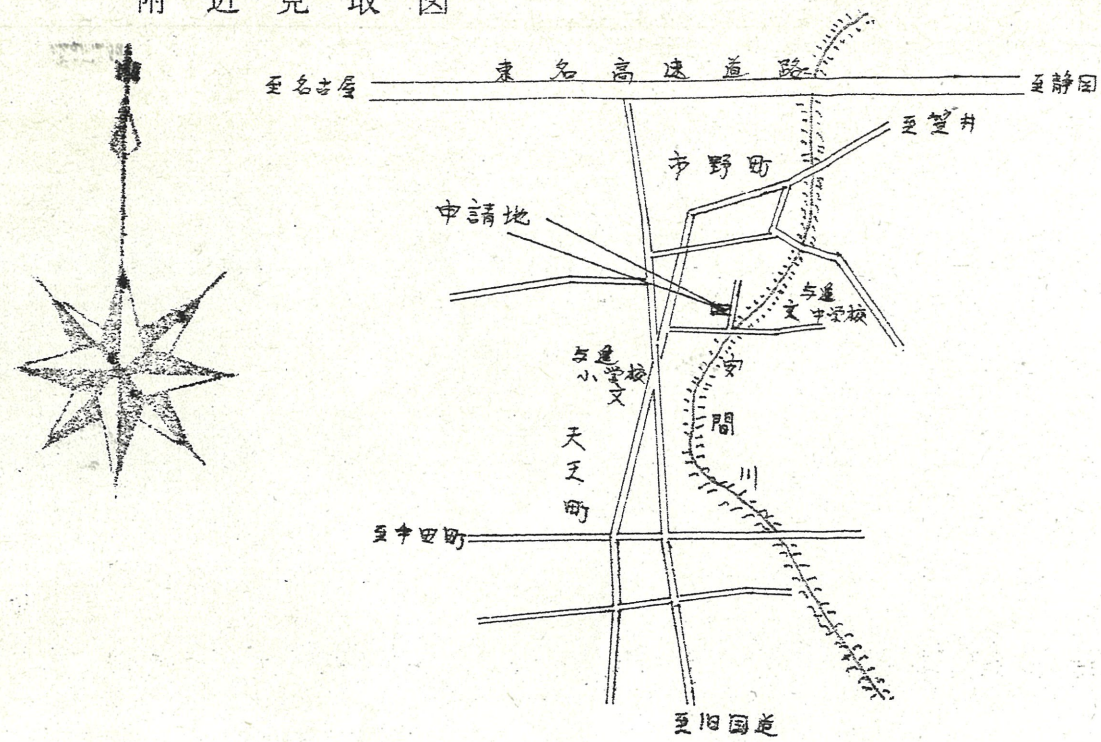 附近見取図
東名高速道路
至名古屋
至静岡
至笠井
市野町
申請地
与進
中学校
文
与進
小学校
文
安間川
天王町
至中田町
至旧国道